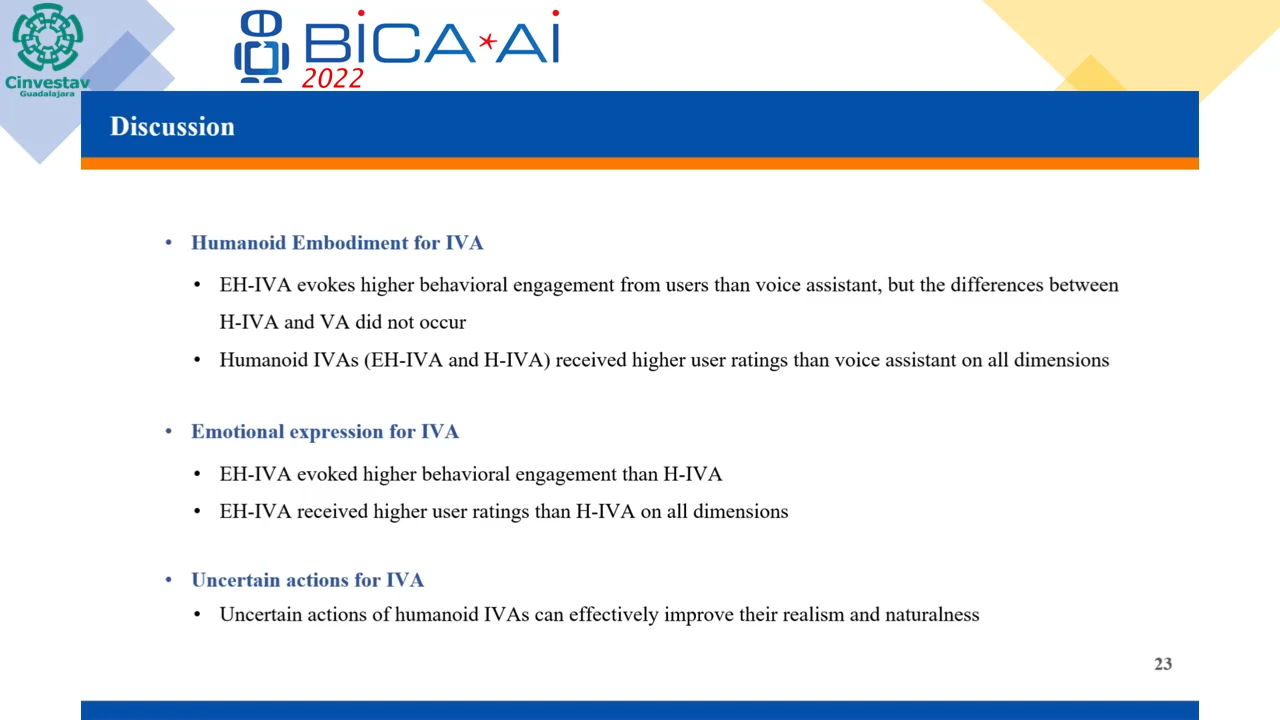 Cinvestav
Guadalajara
BiCA*Ai
2022
Discussion
• Humanoid Embodiment for IVA
• EH-IVA evokes higher behavioral engagement from users than voice assistant, but the differences between
H-IVA and VA did not occur
• Humanoid IVAs (EH-IVA and H-IVA) received higher user ratings than voice assistant on all dimensions
• Emotional expression for IVA
• EH-IVA evoked higher behavioral engagement than H-IVA
• EH-IVA received higher user ratings than H-IVA on all dimensions
• Uncertain actions for IVA
• Uncertain actions of humanoid IVAs can effectively improve their realism and naturalness
23